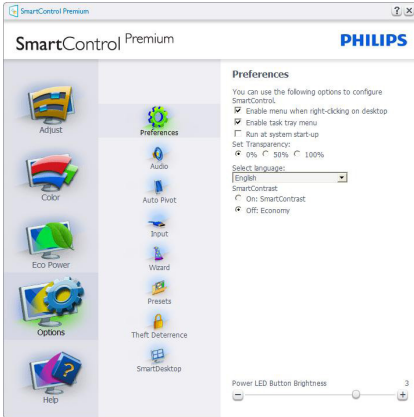 SmartControl Premium
SmartControl Premium
PHILIPS
Adjust
Color
Eco Power
Options
Help
Preferences
Audio
Auto Pivot
Input
Wizard
Presets
Theft Deterrence
SmartDesktop
Preferences
You can use the following options to configure
SmartControl.
Enable menu when right-clicking on desktop
Enable task tray menu
Run at system start-up
Set Transparency:
0% 50% 100%
Select language:
English
SmartContrast
On: SmartContrast
Off: Economy
Power LED Button Brightness 3